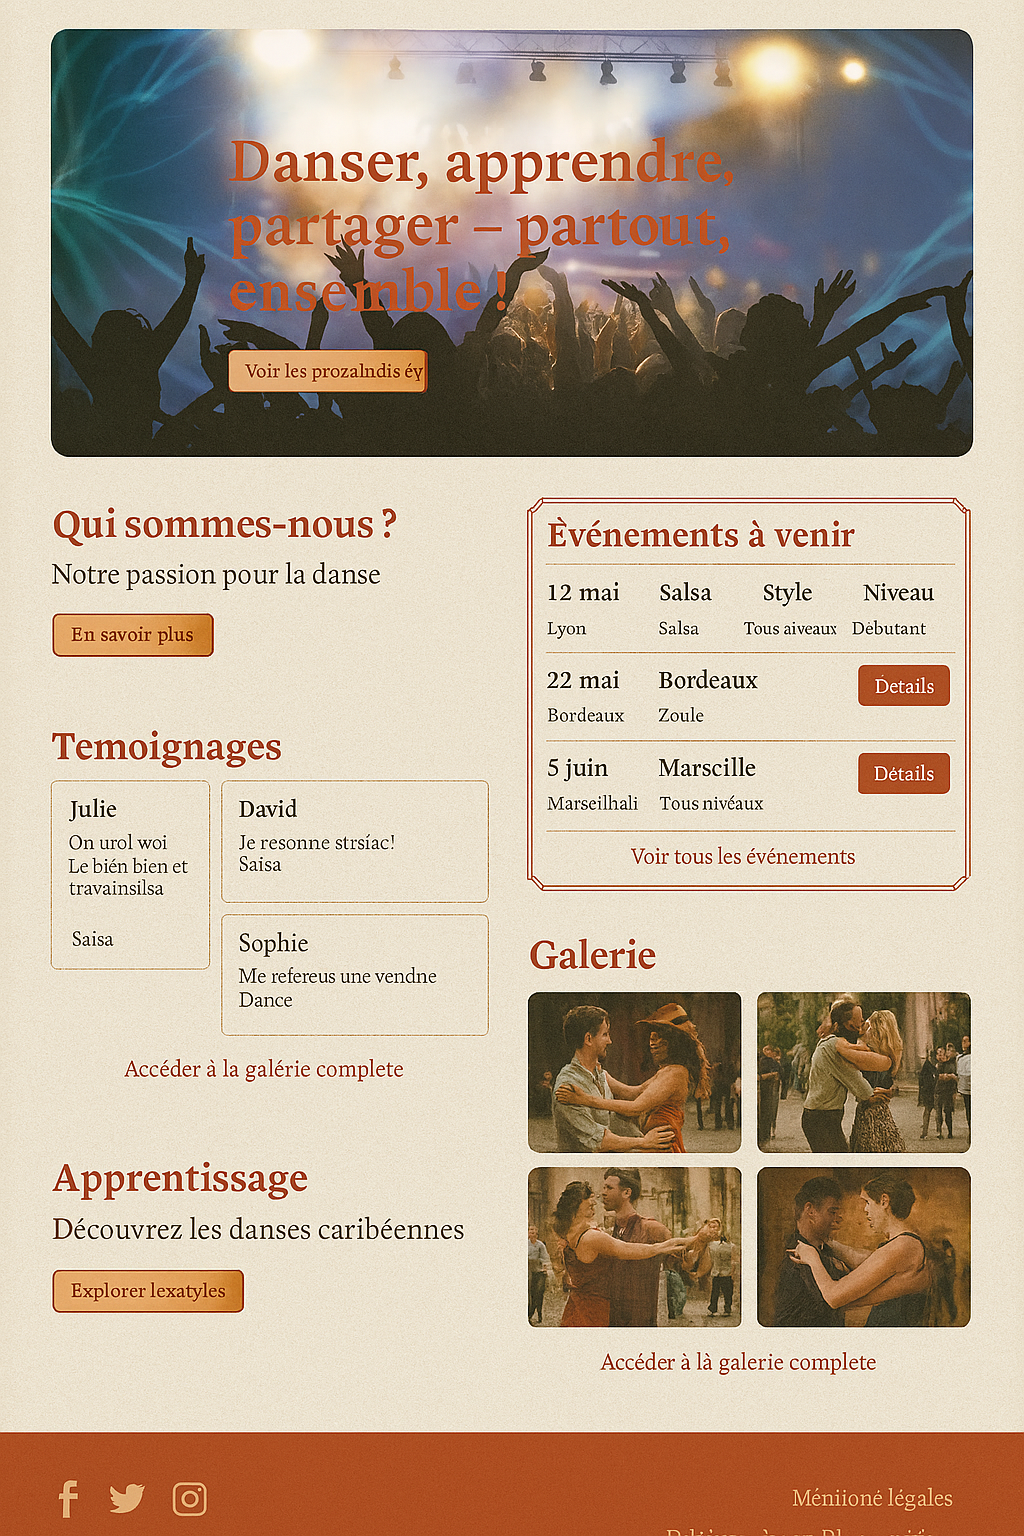 Danser, apprendre,
partager – partout,
ensemble !
Voir les prozalndis éy
Qui sommes-nous ?
Notre passion pour la danse
En savoir plus
Temoignages
Julie
On urol woi
Le bién bien et
travainsilsa
Saisa
David
Je resonne strsíac!
Saisa
Sophie
Me refereus une vendne
Dance
Accéder à la galérie complete
Apprentissage
Découvrez les danses caribéennes
Explorer lexatyles
Èvénements à venir
12 mai Salsa Style Niveau
Lyon Salsa Tous aiveaux Dèbutant
22 mai Bordeaux Details
Bordeaux Zoule
5 juin Marscille Détails
Marseilhali Tous nivéaux
Voir tous les événements
Galerie
Accéder à là galerie complete
Méniioné légales